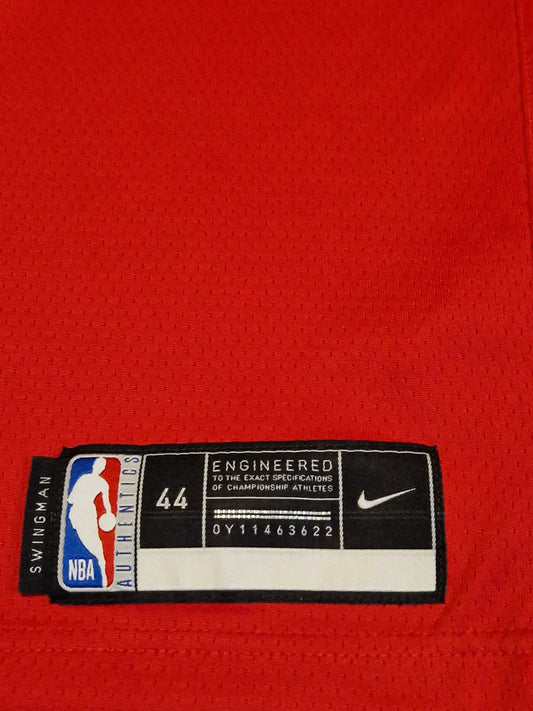 SWINGMAN
NBA
AUTHENTICS
44
ENGINEERED
TO THE EXACT SPECIFICATIONS
OF CHAMPIONSHIP ATHLETES
0Y11463622